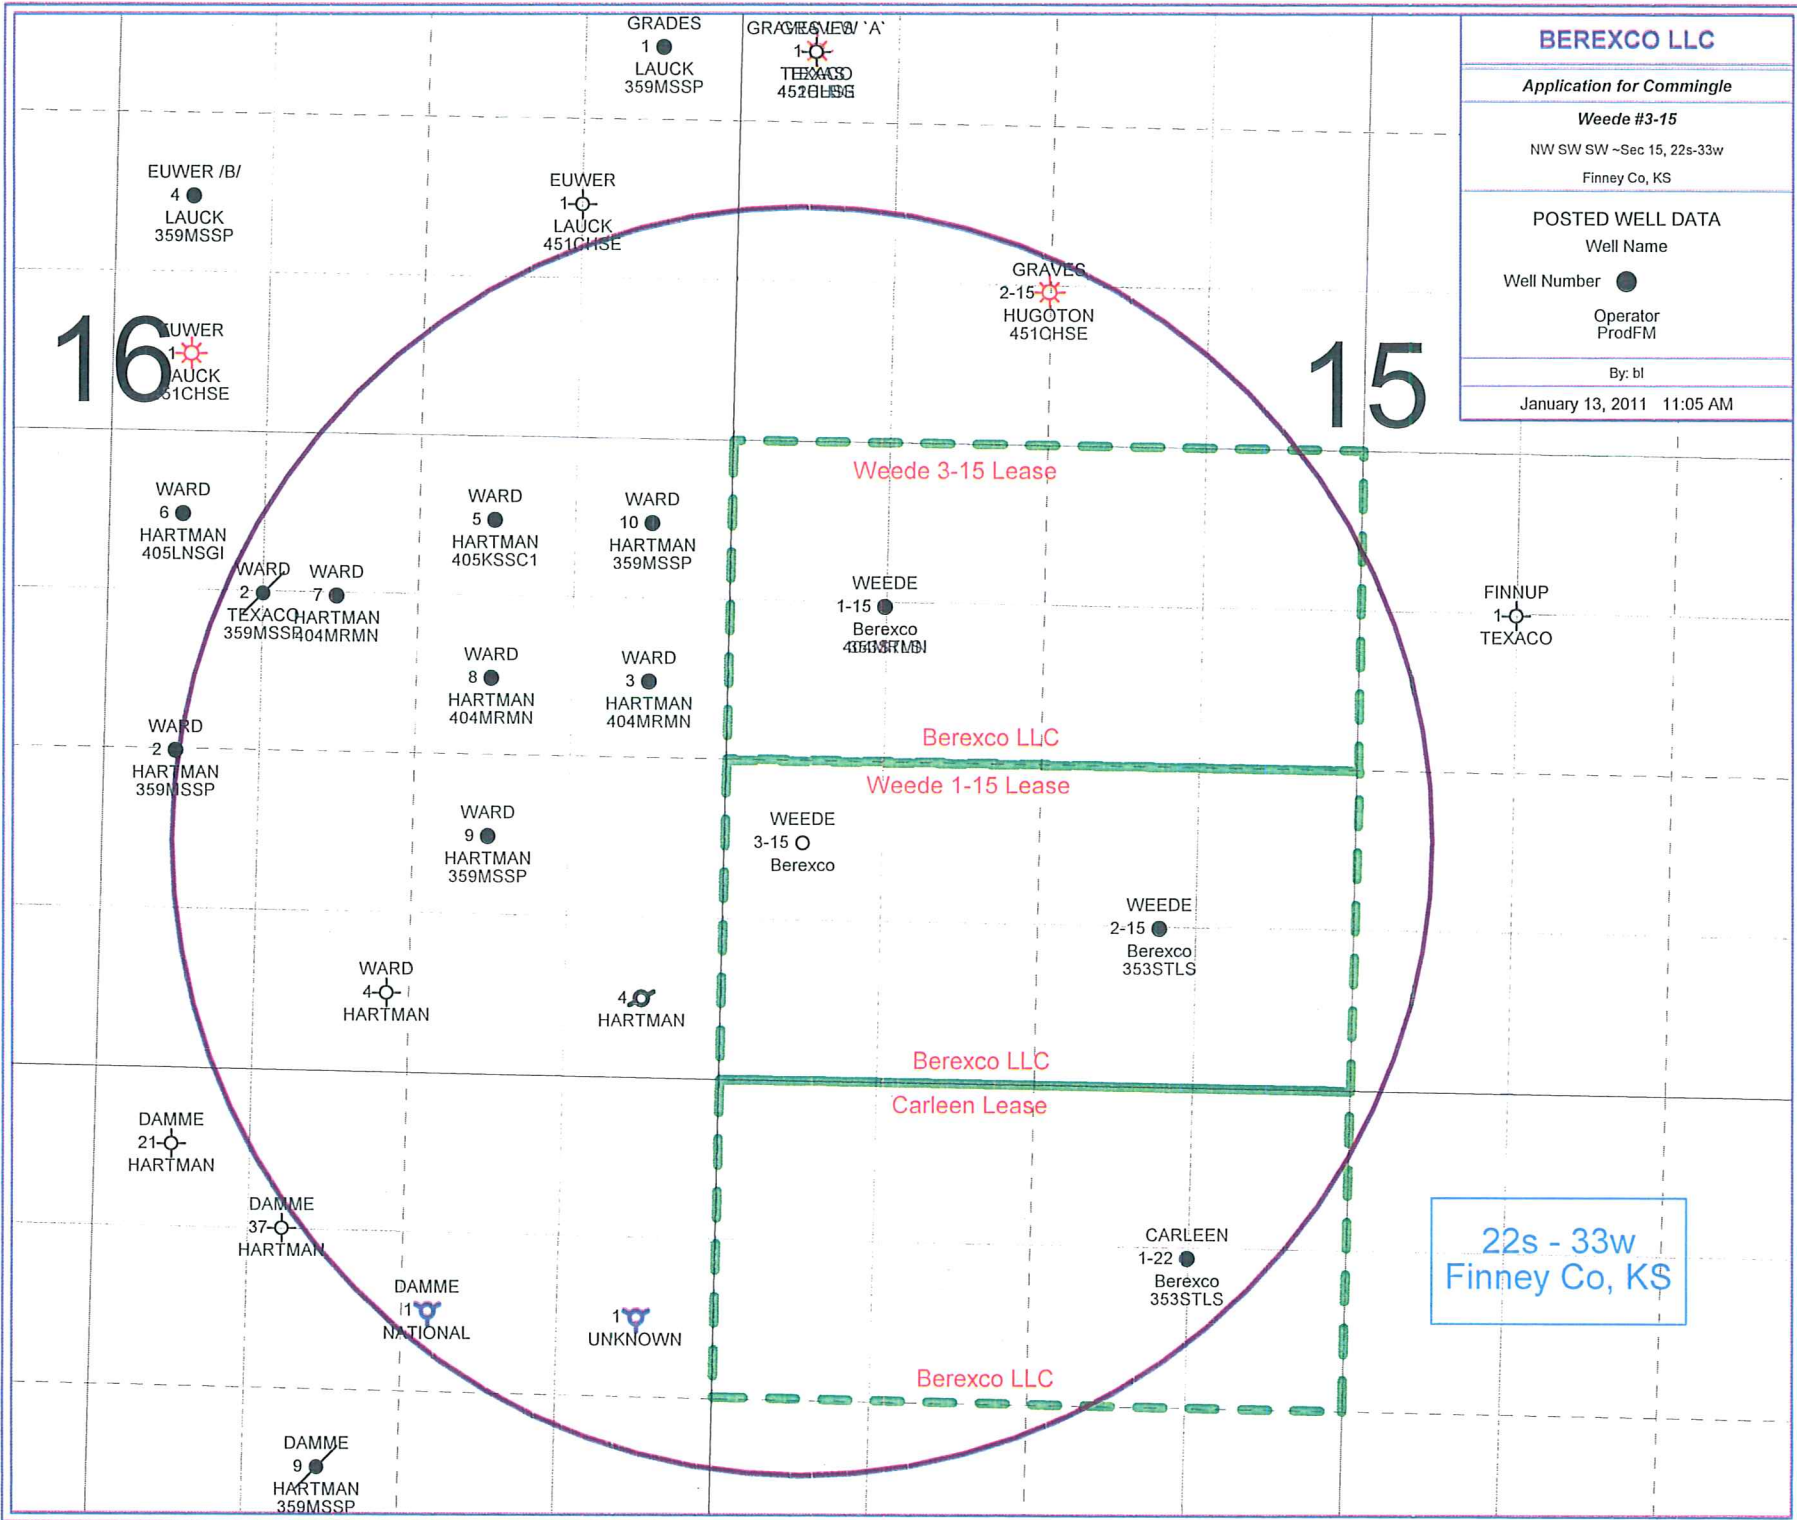 BEREXCO LLC
Application for Commingle
Weede #3-15
NW SW SW ~Sec 15, 22s-33w
Finney Co, KS
POSTED WELL DATA
Well Name
Well Number
Operator
ProdFM
By: bl
January 13, 2011 11:05 AM
GRADES
1
LAUCK
359MSSP
1
EUWER /B/
4
LAUCK
359MSSP
EUWER
1
LAUCK
451CHSE
GRAVES
2-15
HUGOTON
451CHSE
16
1
15
Weede 3-15 Lease
WARD
6
HARTMAN
405LNSGI
WARD
5
HARTMAN
405KSSC1
WARD
10
HARTMAN
359MSSP
WARD
2
TEXACO
359MSSP
WARD
7
HARTMAN
404MRMN
WEEDE
1-15
Berexco
FINNUP
1
TEXACO
WARD
8
HARTMAN
404MRMN
WARD
3
HARTMAN
404MRMN
WARD
2
HARTMAN
359MSSP
Berexco LLC
Weede 1-15 Lease
WARD
9
HARTMAN
359MSSP
WEEDE
3-15
Berexco
WEEDE
2-15
Berexco
353STLS
WARD
4
HARTMAN
4
HARTMAN
Berexco LLC
Carleen Lease
DAMME
21
HARTMAN
DAMME
37
HARTMAN
DAMME
1
NATIONAL
1
UNKNOWN
CARLEEN
1-22
Berexco
353STLS
22s - 33w
Finney Co, KS
Berexco LLC
DAMME
9
HARTMAN
359MSSP